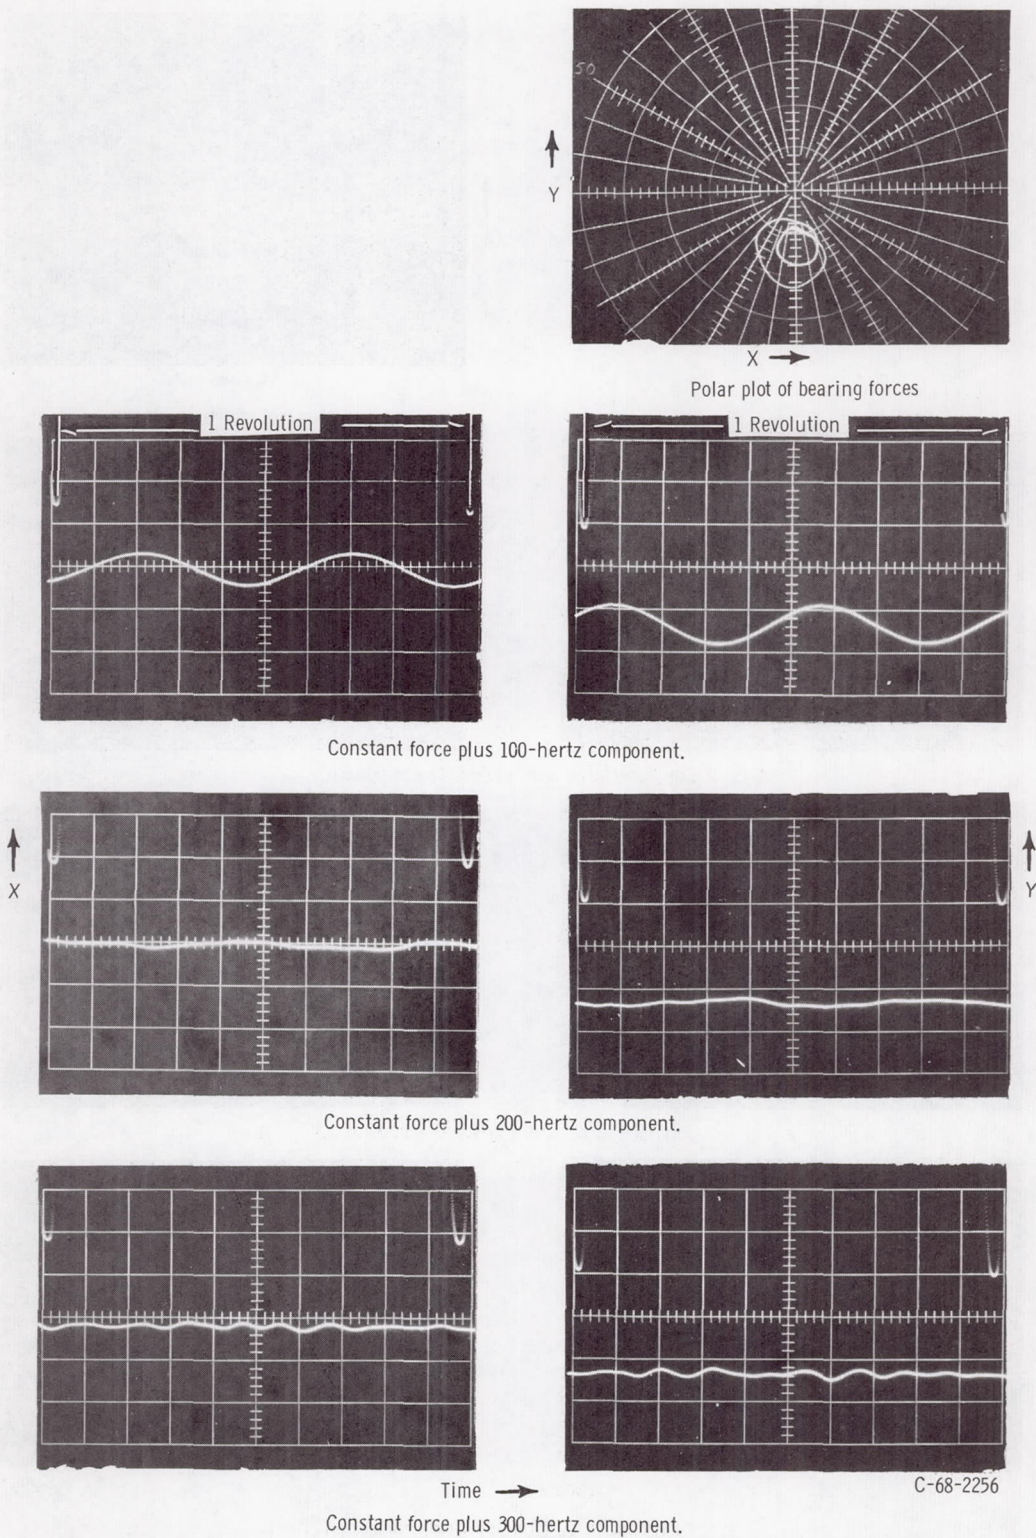 50
Y
X
Polar plot of bearing forces
1 Revolution
1 Revolution
Constant force plus 100-hertz component.
X
Y
Constant force plus 200-hertz component.
Time
C-68-2256
Constant force plus 300-hertz component.